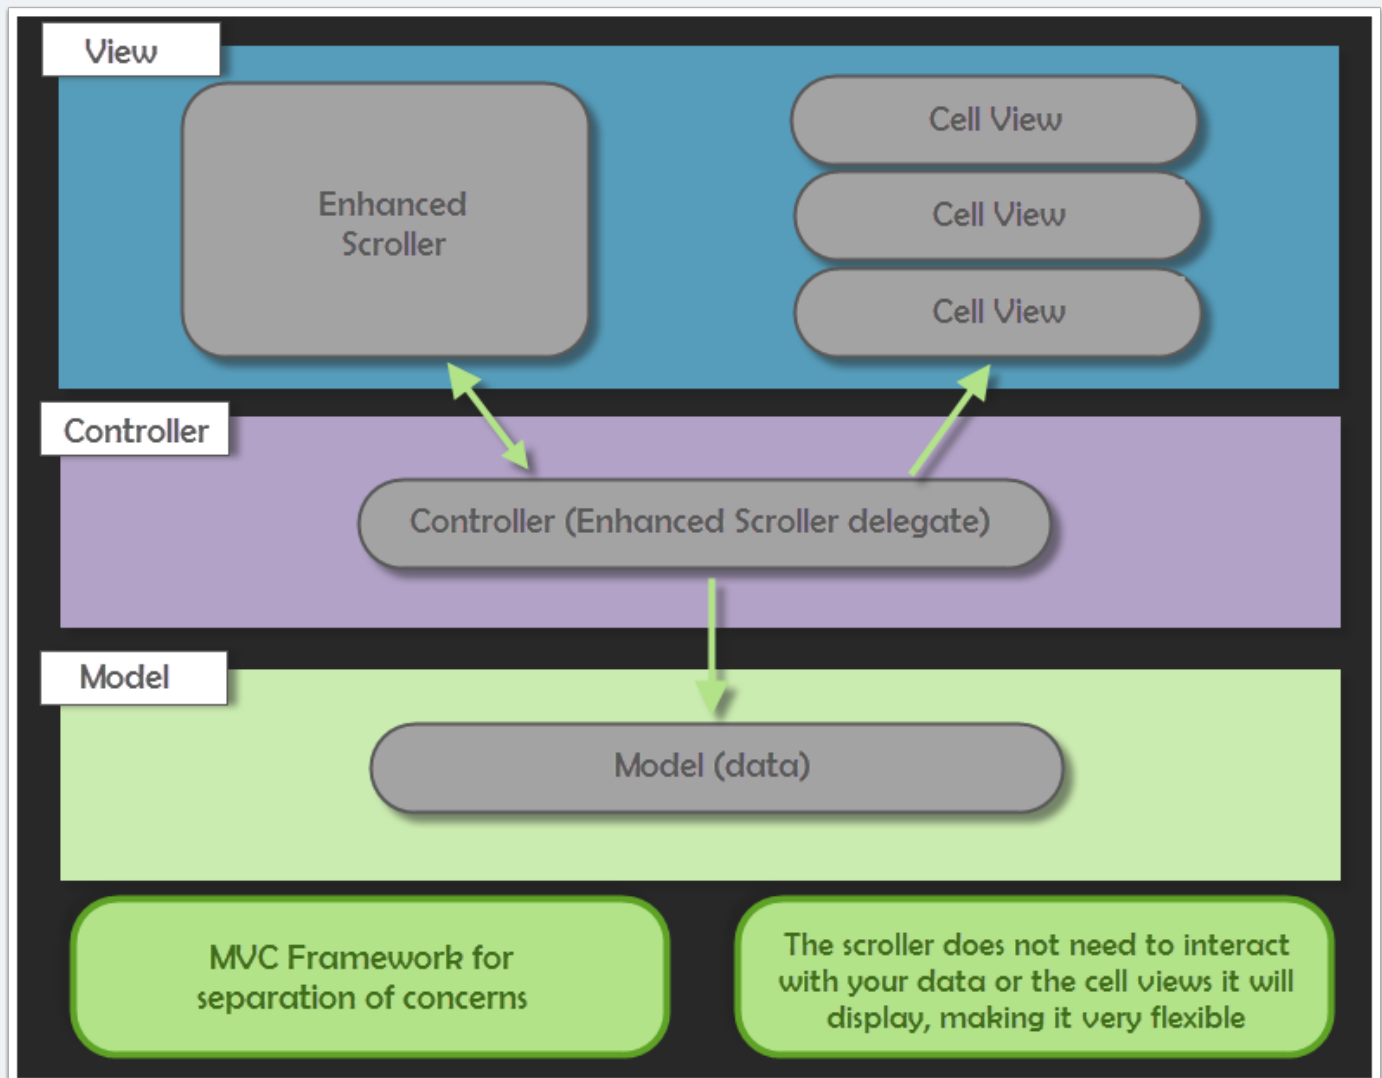 View
Enhanced
Scroller
Cell View
Cell View
Cell View
Controller
Controller (Enhanced Scroller delegate)
Model
Model (data)
MVC Framework for
separation of concerns
The scroller does not need to interact
with your data or the cell views it will
display, making it very flexible